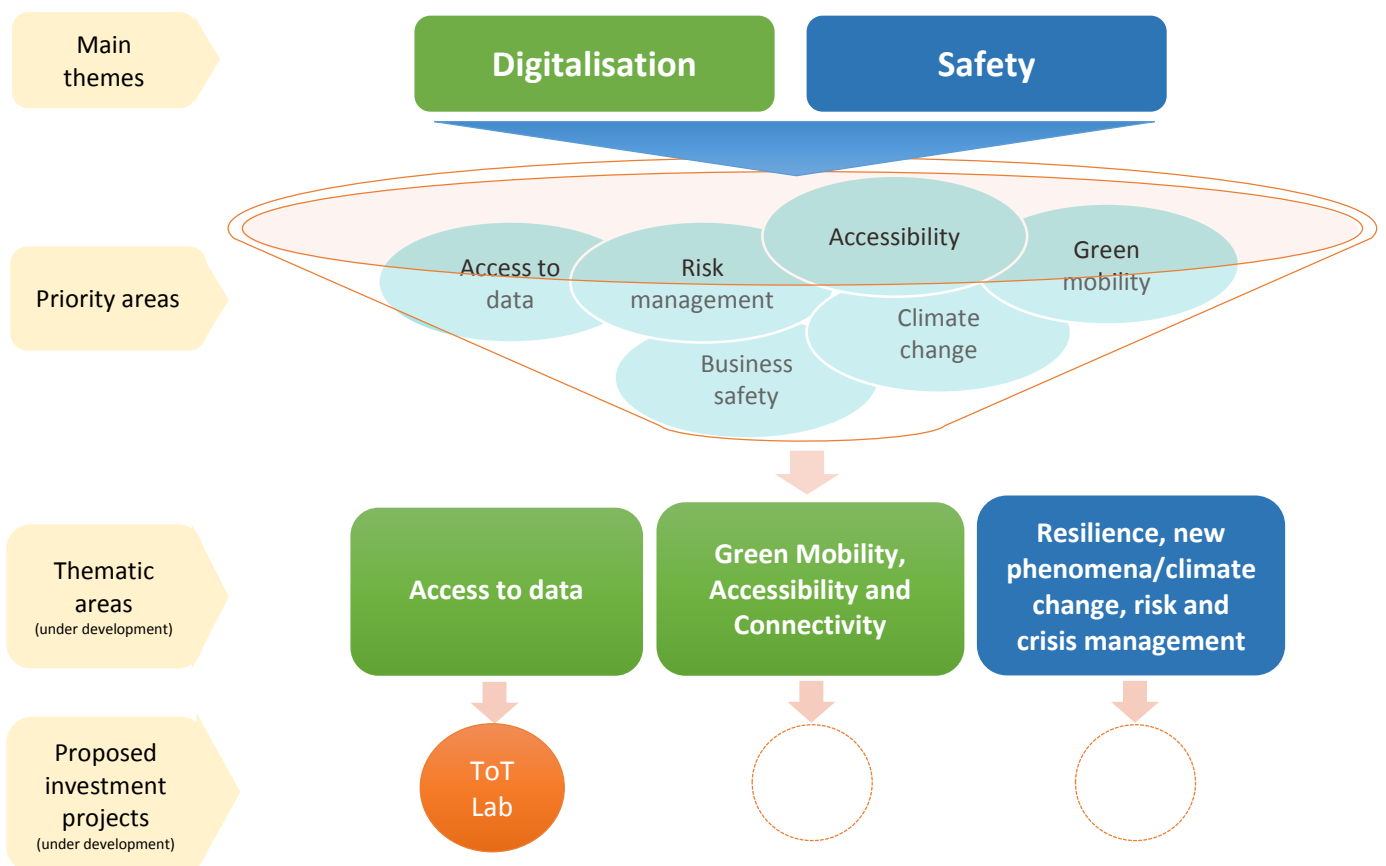 Main
themes
Digitalisation
Safety
Priority areas
Access to
data
Risk
management
Accessibility
Green
mobility
Climate
change
Business
safety
Thematic
areas
(under development)
Access to data
Green Mobility,
Accessibility and
Connectivity
Resilience, new
phenomena/climate
change, risk and
crisis management
Proposed
investment
projects
(under development)
ToT
Lab